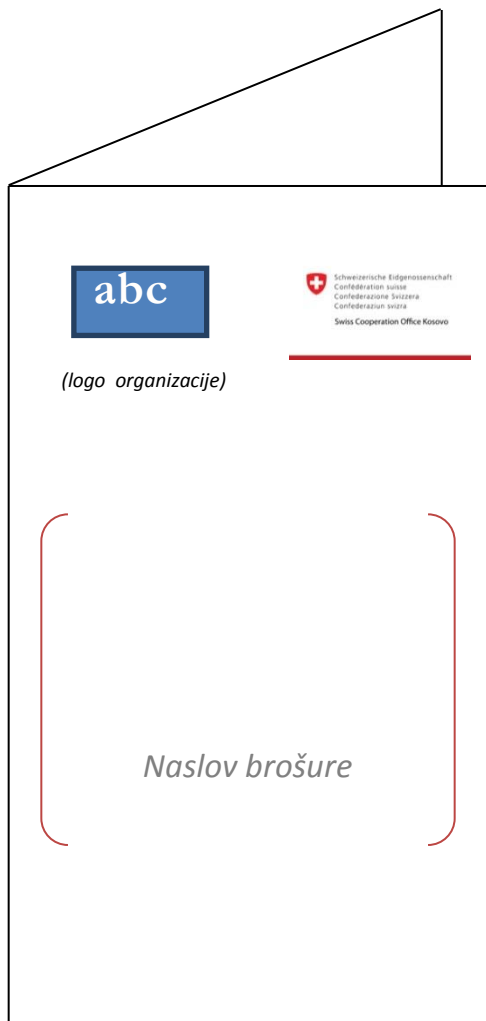 abc
Schweizerische Eidgenossenschaft
Confédération suisse
Confederazione Svizzera
Confederaziun svizra
Swiss Cooperation Office Kosovo
(logo organizacije)
Naslov brošure